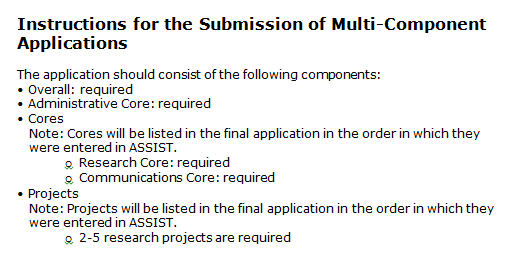 Instructions for the Submission of Multi-Component
Applications
The application should consist of the following components:
• Overall: required
• Administrative Core: required
• Cores
Note: Cores will be listed in the final application in the order in which they
were entered in ASSIST.
o Research Core: required
o Communications Core: required
• Projects
Note: Projects will be listed in the final application in the order in which they
were entered in ASSIST.
o 2-5 research projects are required